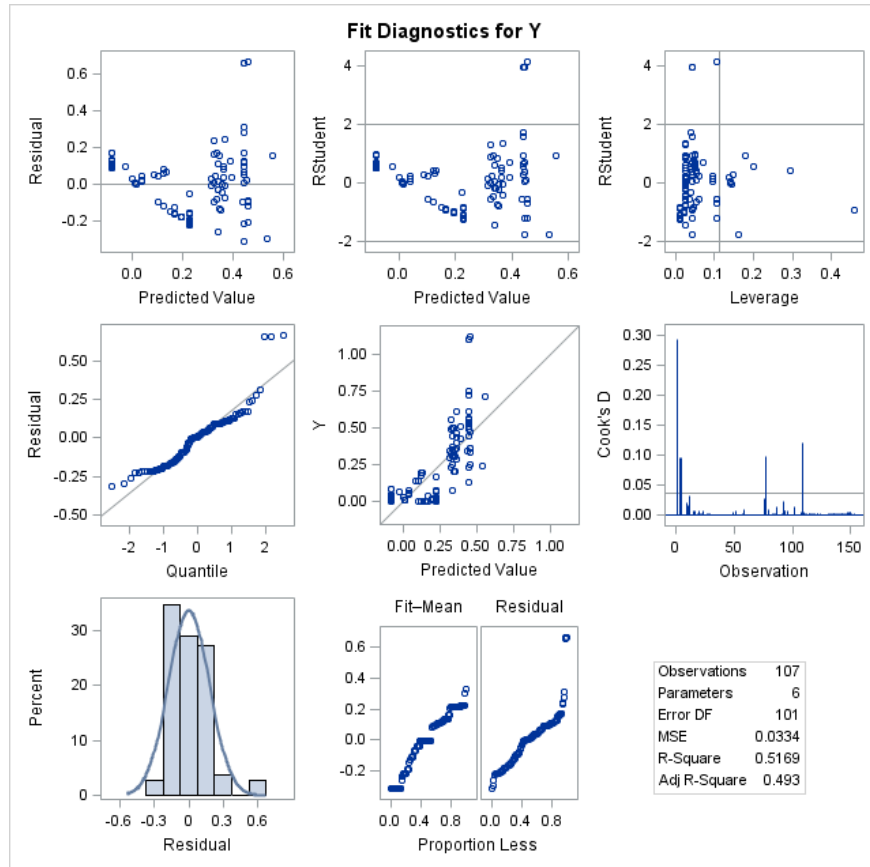 Fit Diagnostics for Y
Residual
0.6
0.4
0.2
0.0
-0.2
0.0 0.2 0.4 0.6
Predicted Value
RStudent
4
2
0
-2
0.0 0.2 0.4 0.6
Predicted Value
RStudent
4
2
0
-2
0.0 0.1 0.2 0.3 0.4
Leverage
Residual
0.50
0.25
0.00
-0.25
-0.50
-2 -1 0 1 2
Quantile
Y
1.00
0.75
0.50
0.25
0.00
0.00 0.25 0.50 0.75 1.00
Predicted Value
Cook's D
0.30
0.25
0.20
0.15
0.10
0.05
0.00
0 50 100 150
Observation
Percent
30
20
10
0
-0.6 -0.3 0 0.3 0.6
Residual
Fit–Mean Residual
0.6
0.4
0.2
0.0
-0.2
0.0 0.4 0.8 0.0 0.4 0.8
Proportion Less
Observations 107
Parameters 6
Error DF 101
MSE 0.0334
R-Square 0.5169
Adj R-Square 0.493